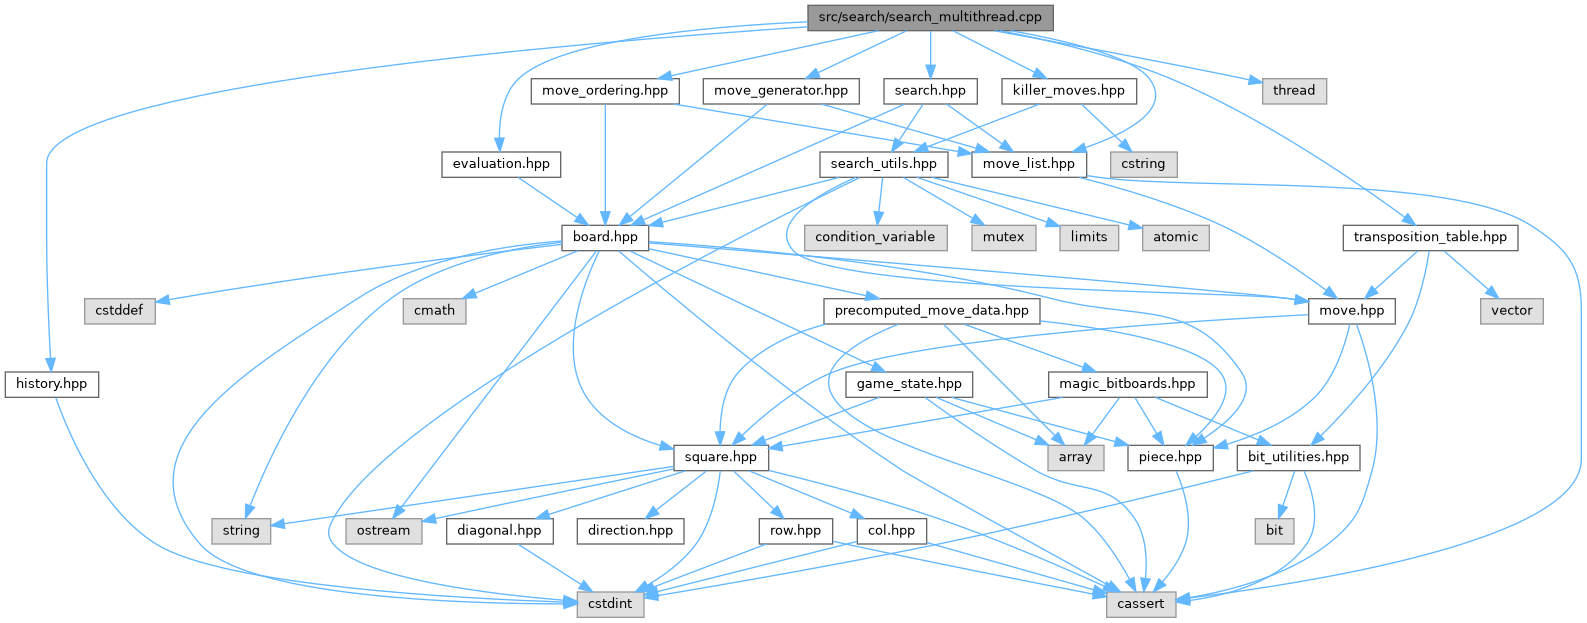 src/search/search_multithread.cpp
move_ordering.hpp
move_generator.hpp
search.hpp
killer_moves.hpp
thread
evaluation.hpp
search_utils.hpp
move_list.hpp
cstring
board.hpp
condition_variable
mutex
limits
atomic
transposition_table.hpp
cstddef
cmath
precomputed_move_data.hpp
move.hpp
vector
history.hpp
game_state.hpp
magic_bitboards.hpp
square.hpp
array
piece.hpp
bit_utilities.hpp
string
ostream
diagonal.hpp
direction.hpp
row.hpp
col.hpp
bit
cstdint
cassert